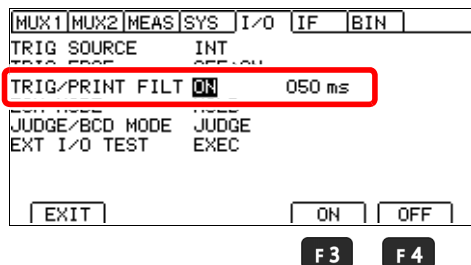 MUX1 MUX2 MEAS SYS I/O IF BIN
TRIG SOURCE INT
TRIG/PRINT FILT ON 050 ms
JUDGE/BCD MODE JUDGE
EXT I/O TEST EXEC
EXIT ON OFF
F3 F4